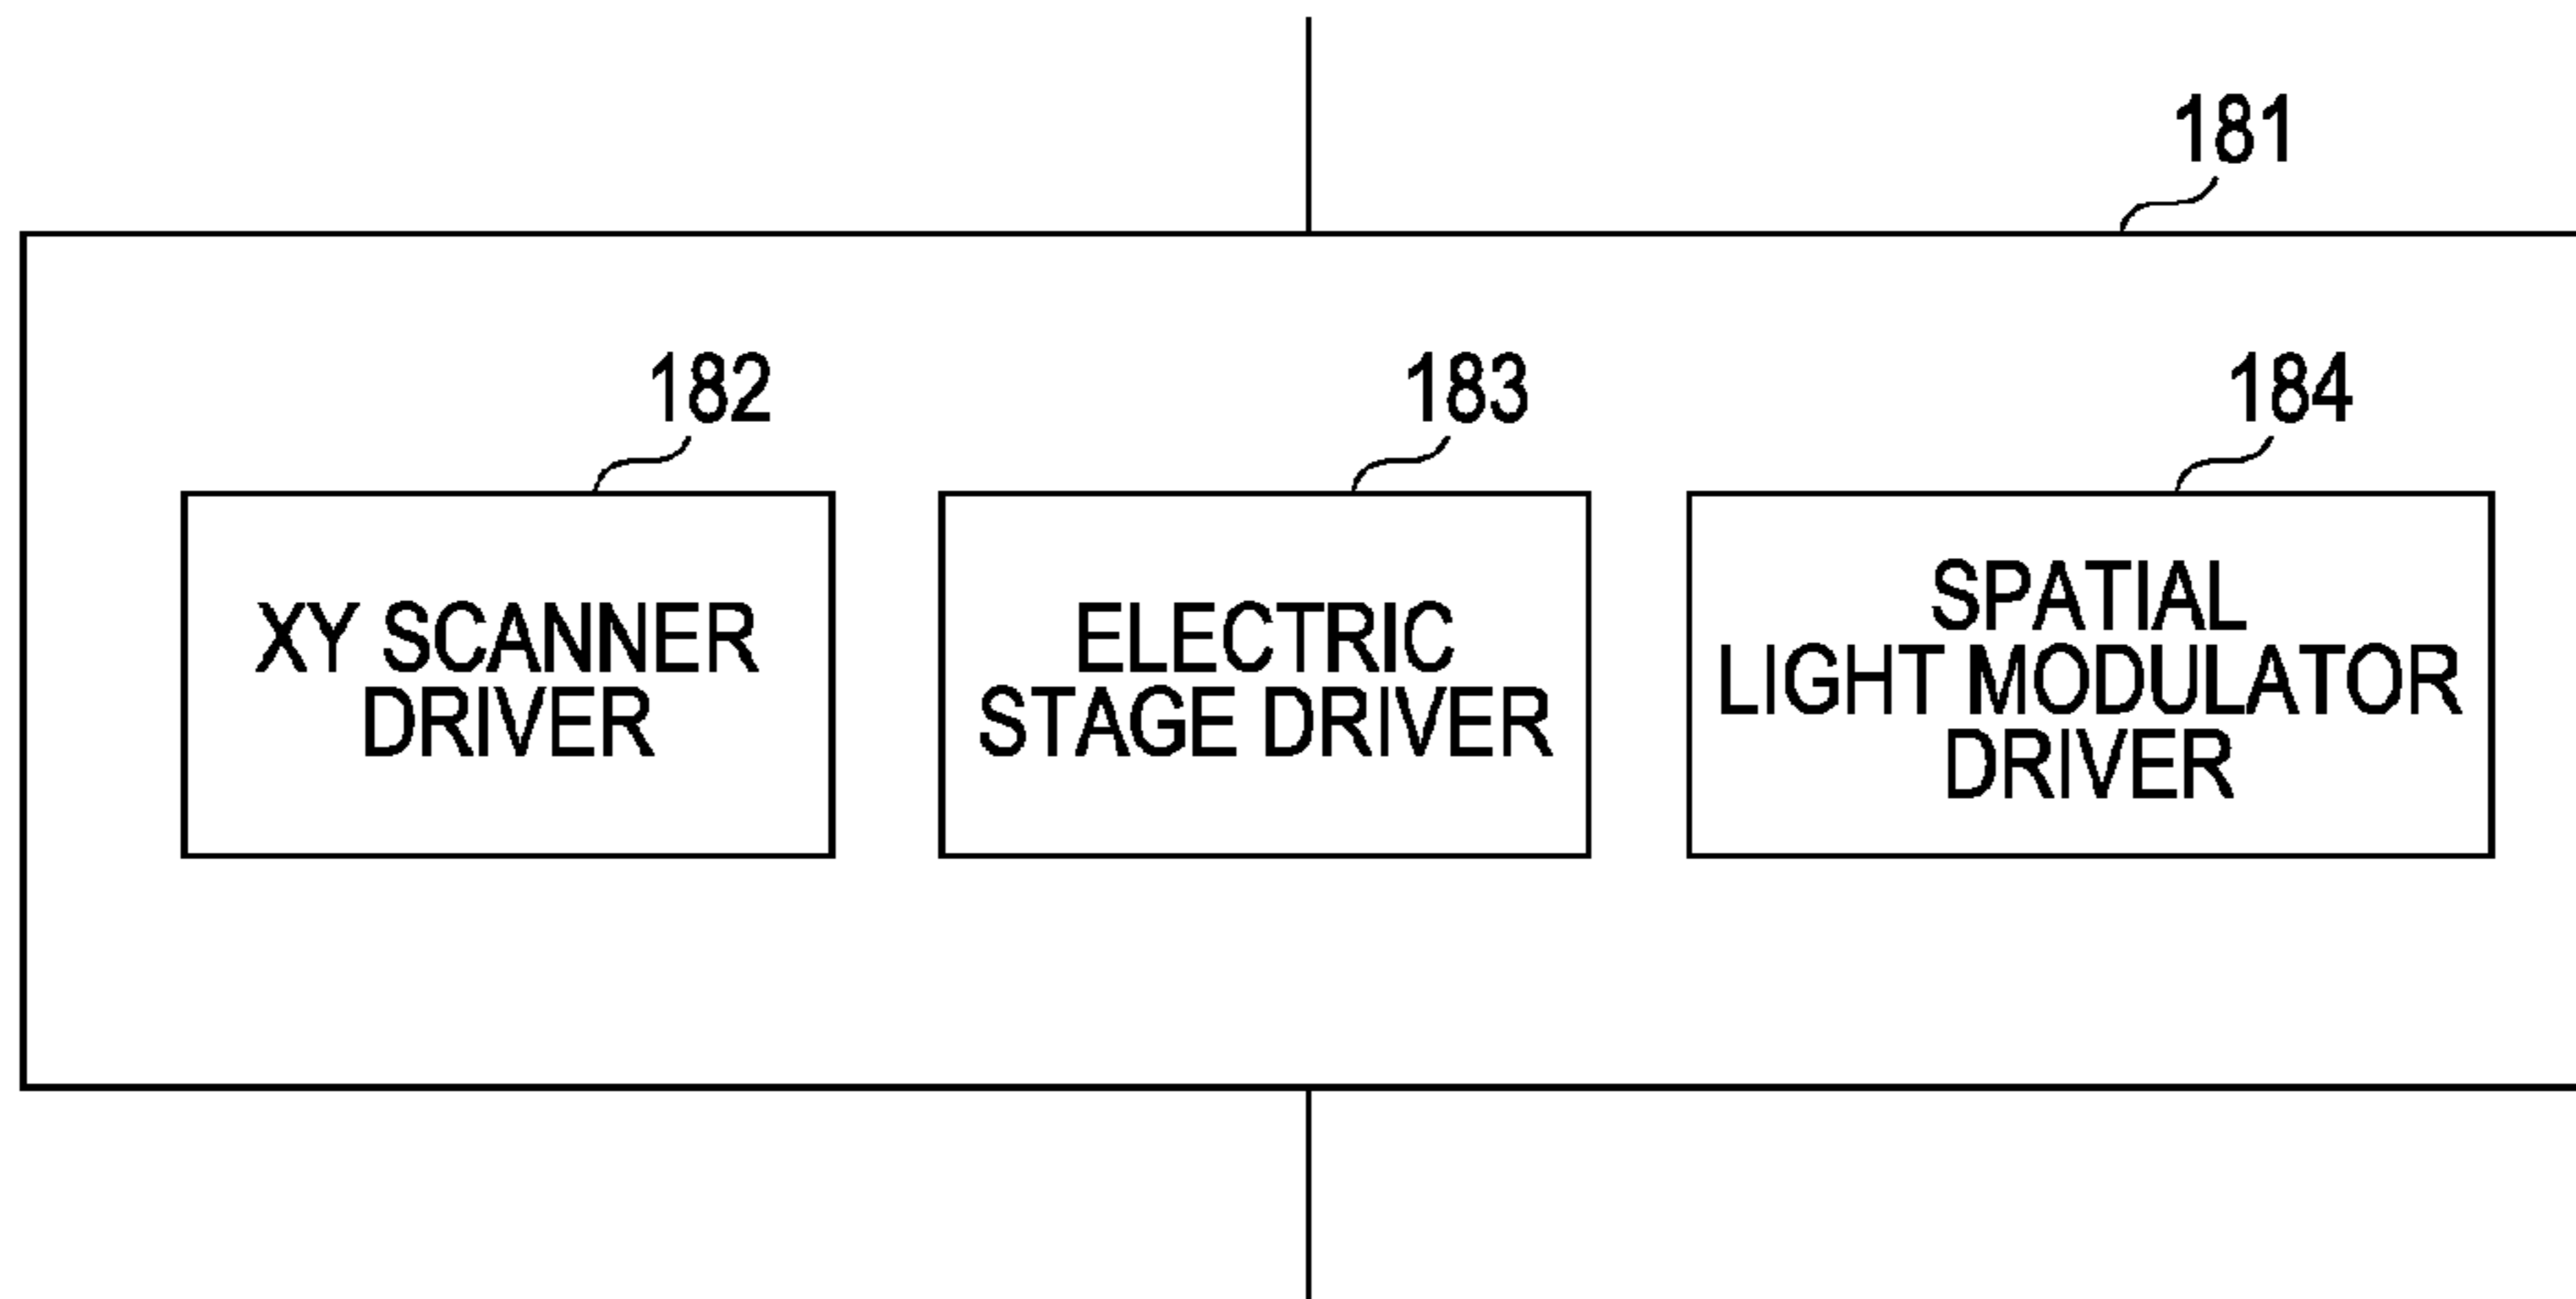 181
182
183
184
XY SCANNER
DRIVER
ELECTRIC
STAGE DRIVER
SPATIAL
LIGHT MODULATOR
DRIVER